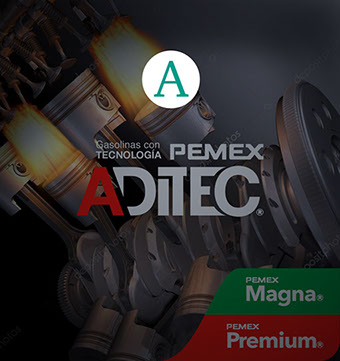 A
Gasolinas con
TECNOLOGÍA PEMEX
ADiTEC®
PEMEX
Magna®
PEMEX
Premium®